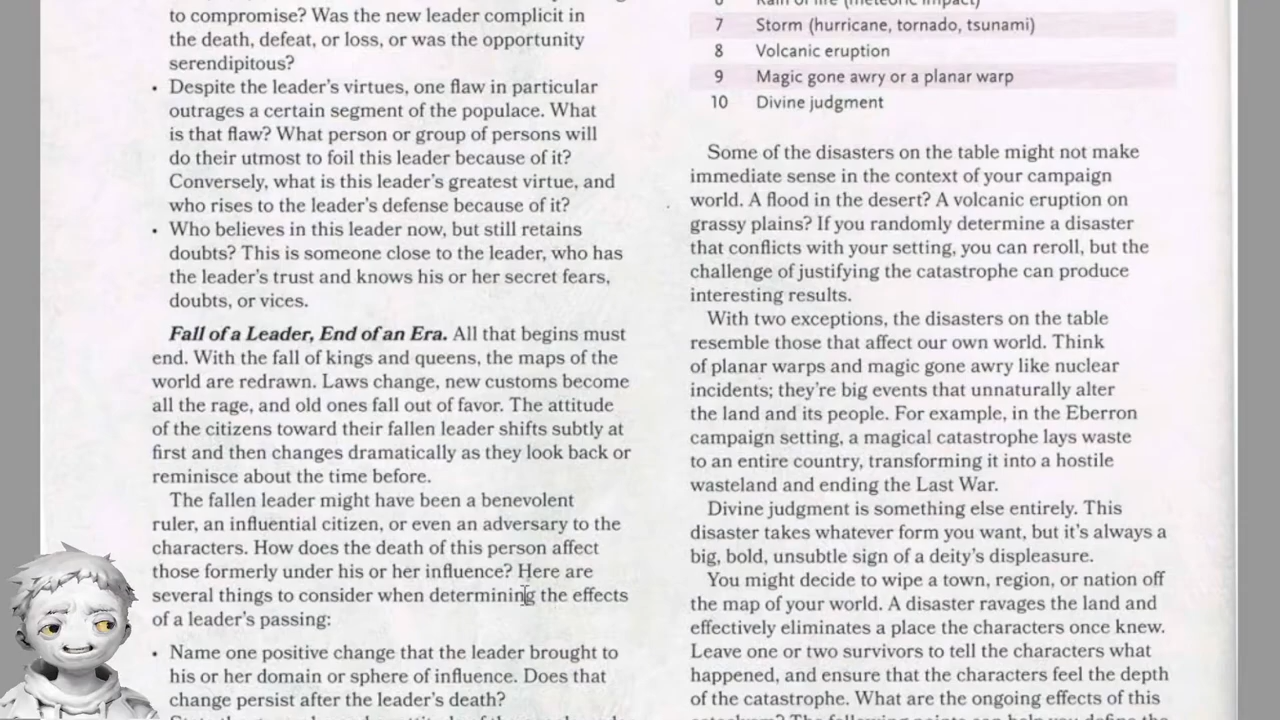 to compromise? Was the new leader complicit in
the death, defeat, or loss, or was the opportunity
serendipitous?
• Despite the leader's virtues, one flaw in particular
outrages a certain segment of the populace. What
is that flaw? What person or group of persons will
do their utmost to foil this leader because of it?
Conversely, what is this leader's greatest virtue, and
who rises to the leader's defense because of it?
• Who believes in this leader now, but still retains
doubts? This is someone close to the leader, who has
the leader's trust and knows his or her secret fears,
doubts, or vices.
Fall of a Leader, End of an Era. All that begins must
end. With the fall of kings and queens, the maps of the
world are redrawn. Laws change, new customs become
all the rage, and old ones fall out of favor. The attitude
of the citizens toward their fallen leader shifts subtly at
first and then changes dramatically as they look back or
reminisce about the time before.
The fallen leader might have been a benevolent
ruler, an influential citizen, or even an adversary to the
characters. How does the death of this person affect
those formerly under his or her influence? Here are
several things to consider when determining the effects
of a leader's passing:
• Name one positive change that the leader brought to
his or her domain or sphere of influence. Does that
change persist after the leader's death?
7 Storm (hurricane, tornado, tsunami)
8 Volcanic eruption
9 Magic gone awry or a planar warp
10 Divine judgment
Some of the disasters on the table might not make
immediate sense in the context of your campaign
world. A flood in the desert? A volcanic eruption on
grassy plains? If you randomly determine a disaster
that conflicts with your setting, you can reroll, but the
challenge of justifying the catastrophe can produce
interesting results.
With two exceptions, the disasters on the table
resemble those that affect our own world. Think
of planar warps and magic gone awry like nuclear
incidents; they're big events that unnaturally alter
the land and its people. For example, in the Eberron
campaign setting, a magical catastrophe lays waste
to an entire country, transforming it into a hostile
wasteland and ending the Last War.
Divine judgment is something else entirely. This
disaster takes whatever form you want, but it's always a
big, bold, unsubtle sign of a deity's displeasure.
You might decide to wipe a town, region, or nation off
the map of your world. A disaster ravages the land and
effectively eliminates a place the characters once knew.
Leave one or two survivors to tell the characters what
happened, and ensure that the characters feel the depth
of the catastrophe. What are the ongoing effects of this